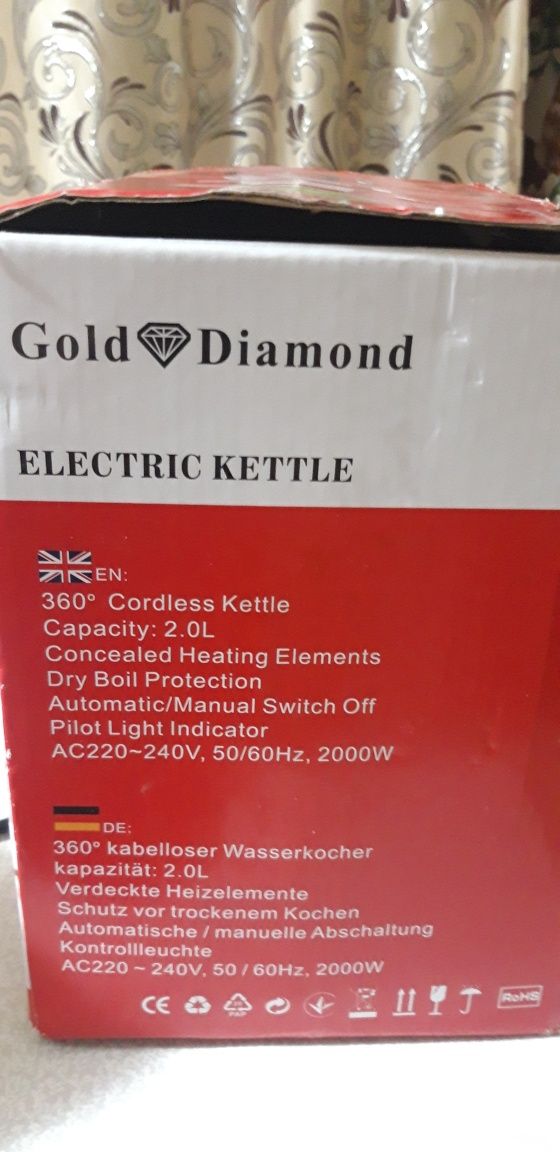 Gold Diamond
ELECTRIC KETTLE
EN:
360° Cordless Kettle
Capacity: 2.0L
Concealed Heating Elements
Dry Boil Protection
Automatic/Manual Switch Off
Pilot Light Indicator
AC220~240V, 50/60Hz, 2000W
DE:
360° kabelloser Wasserkocher
kapazität: 2.0L
Verdeckte Heizelemente
Schutz vor trockenem Kochen
Automatische / manuelle Abschaltung
Kontrollleuchte
AC220 ~ 240V, 50 / 60Hz, 2000W
CE PAP RoHS